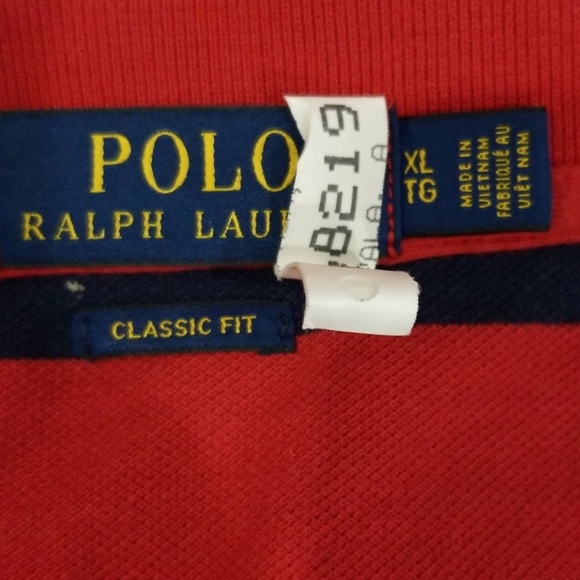 POLO
RALPH LAU
XL
TG
MADE IN
VIETNAM
FABRIQUÉ AU
VIÊT NAM
8219
CLASSIC FIT